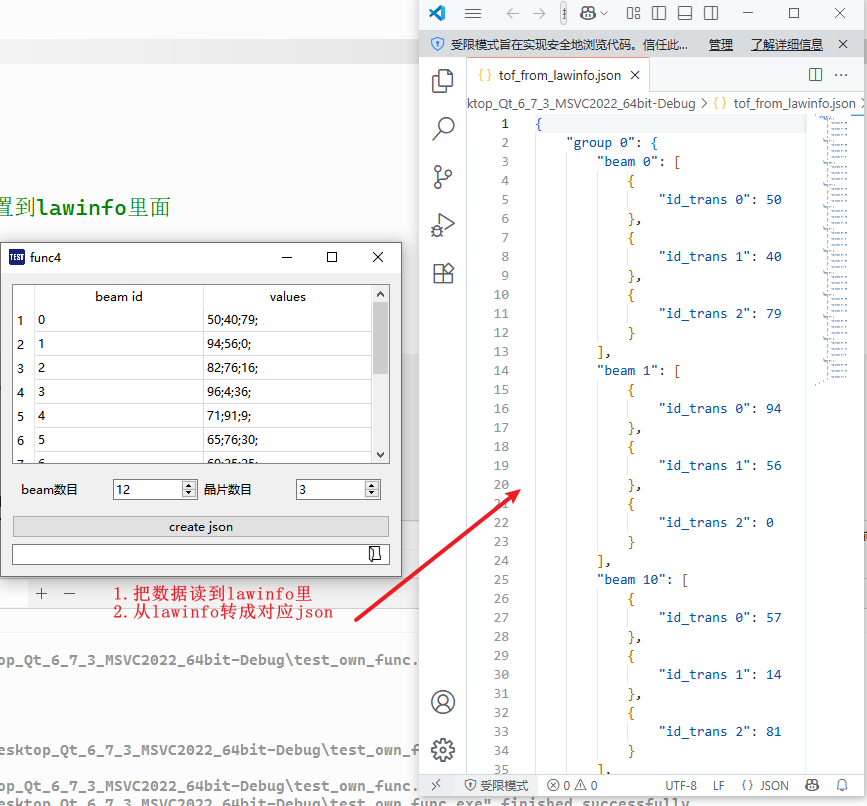 置到lawinfo里面
TEST func4
beam id values
1 0 50;40;79;
2 1 94;56;0;
3 2 82;76;16;
4 3 96;4;36;
5 4 71;91;9;
6 5 65;76;30;
beam数目 12 晶片数目 3
create json
1.把数据读到lawinfo里
2.从lawinfo转成对应json
op_Qt_6_7_3_MSVC2022_64bit-Debug\test_own_func.
esktop_Qt_6_7_3_MSVC2022_64bit-Debug\test_own_f
op_Qt_6_7_3_MSVC2022_64bit-Debug\test_own_func.
esktop_Qt_6_7_3_MSVC2022_64bit-Debug\test_own_func.exe" finished successfully
受限模式旨在实现安全地浏览代码。信任此... 管理 了解详细信息
{} tof_from_lawinfo.json
ktop_Qt_6_7_3_MSVC2022_64bit-Debug > {} tof_from_lawinfo.json >
1 {
2 "group 0": {
3 "beam 0": [
4 {
5 "id_trans 0": 50
6 },
7 {
8 "id_trans 1": 40
9 },
10 {
11 "id_trans 2": 79
12 }
13 ],
14 "beam 1": [
15 {
16 "id_trans 0": 94
17 },
18 {
19 "id_trans 1": 56
20 },
21 {
22 "id_trans 2": 0
23 }
24 ],
25 "beam 10": [
26 {
27 "id_trans 0": 57
28 },
29 {
30 "id_trans 1": 14
31 },
32 {
33 "id_trans 2": 81
34 }
35 ],
受限模式 0 0 UTF-8 LF {} JSON